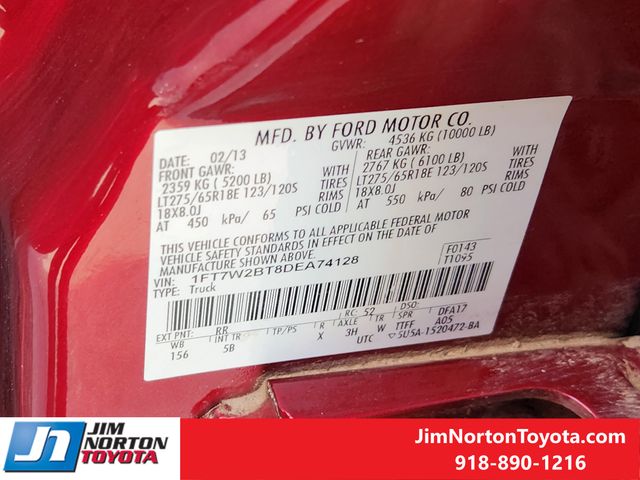 MFD. BY FORD MOTOR CO.
DATE: 02/13 GVWR: 4536 KG (10000 LB)
FRONT GAWR: REAR GAWR:
2359 KG ( 5200 LB) 2767 KG ( 6100 LB)
LT275/65R18E 123/120S TIRES LT275/65R18E 123/120S TIRES
18X8.0J RIMS 18X8.0J RIMS
AT 450 kPa/ 65 PSI COLD AT 550 kPa/ 80 PSI COLD
THIS VEHICLE CONFORMS TO ALL APPLICABLE FEDERAL MOTOR
VEHICLE SAFETY STANDARDS IN EFFECT ON THE DATE OF
MANUFACTURE SHOWN ABOVE.
VIN: 1FT7W2BT8DEA74128 F0143
TYPE: Truck T1095
EXT PNT: RR RC: 52 DSO:
WB INT TR TP/PS R AXLE TR SPR DFA17
156 5B X 3H W TTFF A05
UTC 5U5A-1520472-BA
JIM
NORTON
TOYOTA
JimNortonToyota.com
918-890-1216